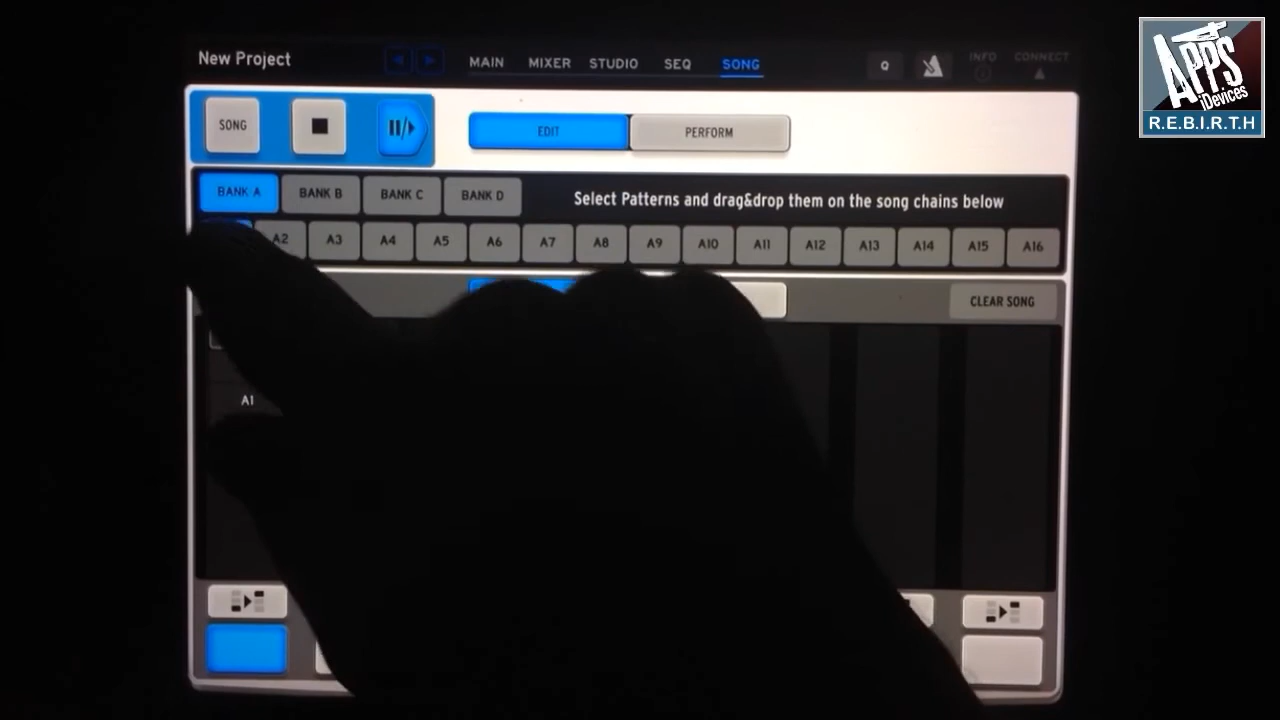 New Project
MAIN MIXER STUDIO SEQ SONG
Q
INFO
CONNECT
SONG
EDIT PERFORM
BANK A BANK B BANK C BANK D
Select Patterns and drag&drop them on the song chains below
A2 A3 A4 A5 A6 A7 A8 A9 A10 A11 A12 A13 A14 A15 A16
CLEAR SONG
A1
APPS
iDevices
R.E.B.I.R.T.H